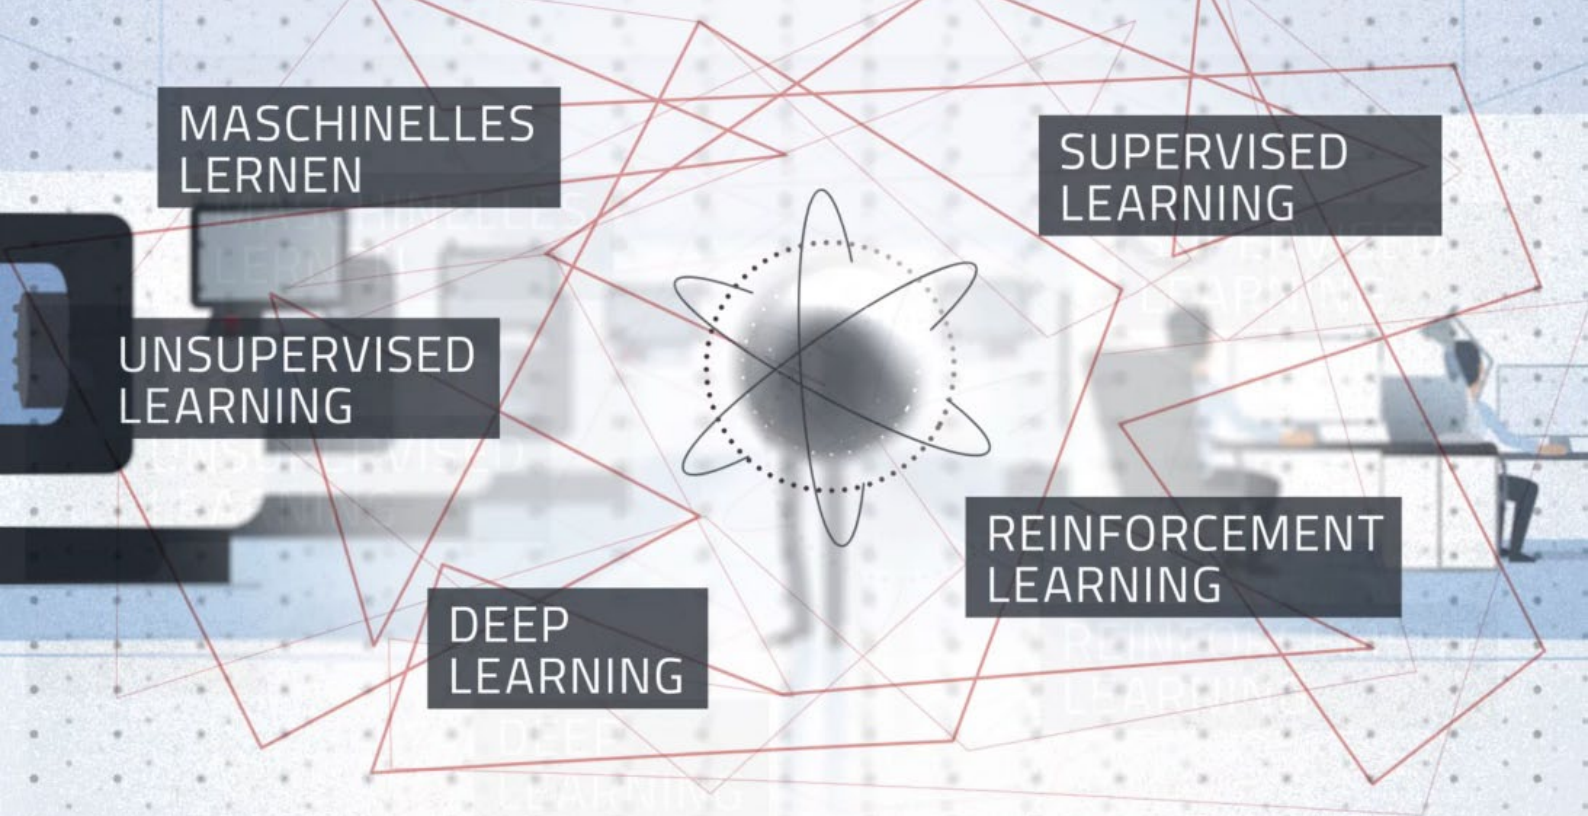 MASCHINELLES
LERNEN
SUPERVISED
LEARNING
UNSUPERVISED
LEARNING
REINFORCEMENT
LEARNING
DEEP
LEARNING